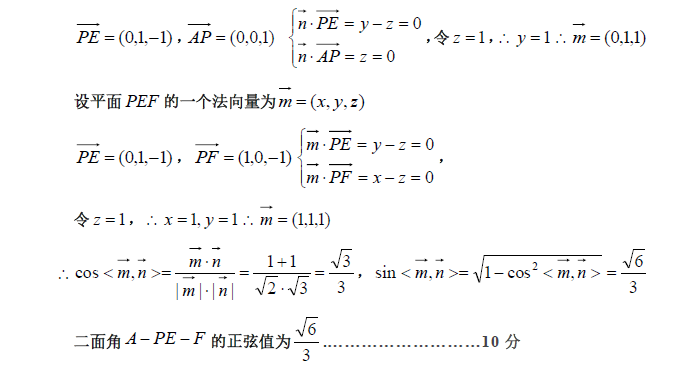 $\overrightarrow{PE}=(0,1,-1)$, $\overrightarrow{AP}=(0,0,1)$ $\begin{cases}\overrightarrow{n}\cdot\overrightarrow{PE}=y-z=0\\ \overrightarrow{n}\cdot\overrightarrow{AP}=z=0\end{cases}$,令$z=1$,∴ $y=1$ ∴ $\overrightarrow{m}=(0,1,1)$
设平面 $PEF$ 的一个法向量为 $\overrightarrow{m}=(x,y,z)$
$\overrightarrow{PE}=(0,1,-1)$, $\overrightarrow{PF}=(1,0,-1)$ $\begin{cases}\overrightarrow{m}\cdot\overrightarrow{PE}=y-z=0\\ \overrightarrow{m}\cdot\overrightarrow{PF}=x-z=0\end{cases}$,
令 $z=1$, ∴ $x=1,y=1$ ∴ $\overrightarrow{m}=(1,1,1)$
∴ $\cos<\overrightarrow{m},\overrightarrow{n}>=\dfrac{\overrightarrow{m}\cdot\overrightarrow{n}}{|\overrightarrow{m}|\cdot|\overrightarrow{n}|}=\dfrac{1+1}{\sqrt{2}\cdot\sqrt{3}}=\dfrac{\sqrt{3}}{3}$, $\sin<\overrightarrow{m},\overrightarrow{n}>=\sqrt{1-\cos^2<\overrightarrow{m},\overrightarrow{n}>}=\dfrac{\sqrt{6}}{3}$
二面角 $A-PE-F$ 的正弦值为 $\dfrac{\sqrt{6}}{3}$ …………………………10 分